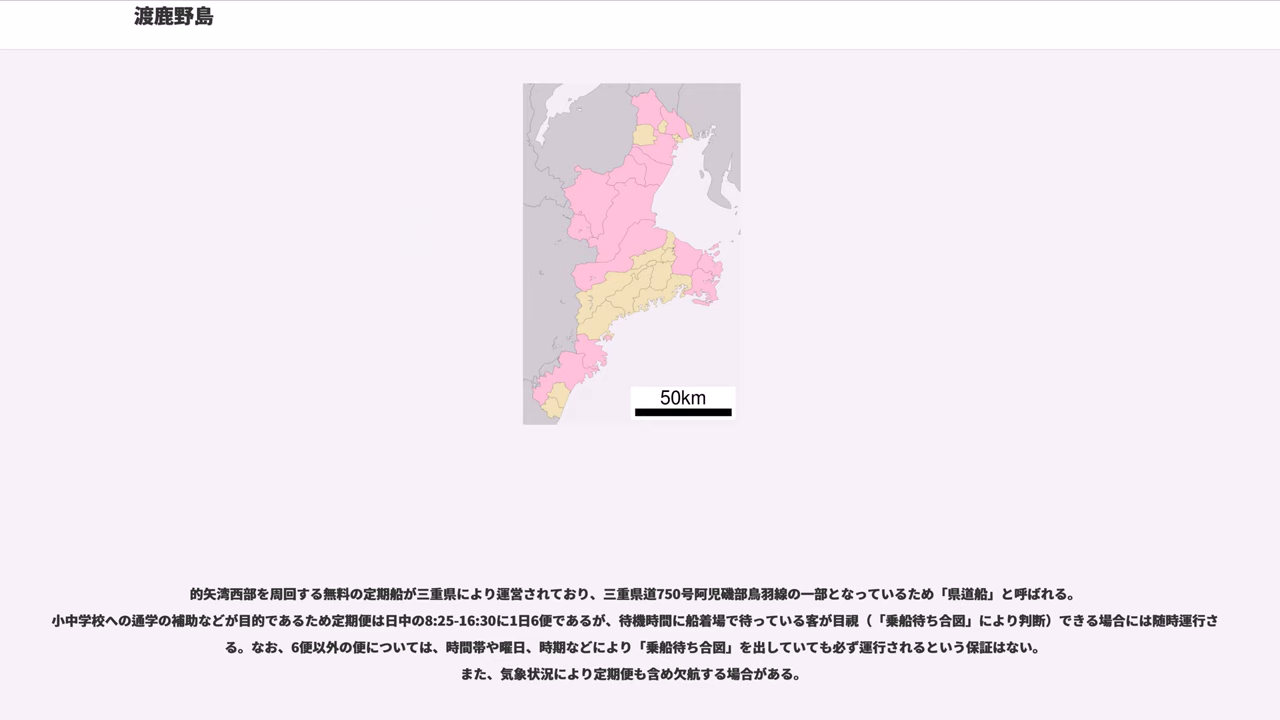 渡鹿野島
50km
的矢湾西部を周回する無料の定期船が三重県により運営されており、三重県道750号阿児磯部鳥羽線の一部となっているため「県道船」と呼ばれる。
小中学校への通学の補助などが目的であるため定期便は日中の8:25-16:30に1日6便であるが、待機時間に船着場で待っている客が目視（「乗船待ち合図」により判断）できる場合には随時運行さ
る。なお、6便以外の便については、時間帯や曜日、時期などにより「乗船待ち合図」を出していても必ず運行されるという保証はない。
また、気象状況により定期便も含め欠航する場合がある。